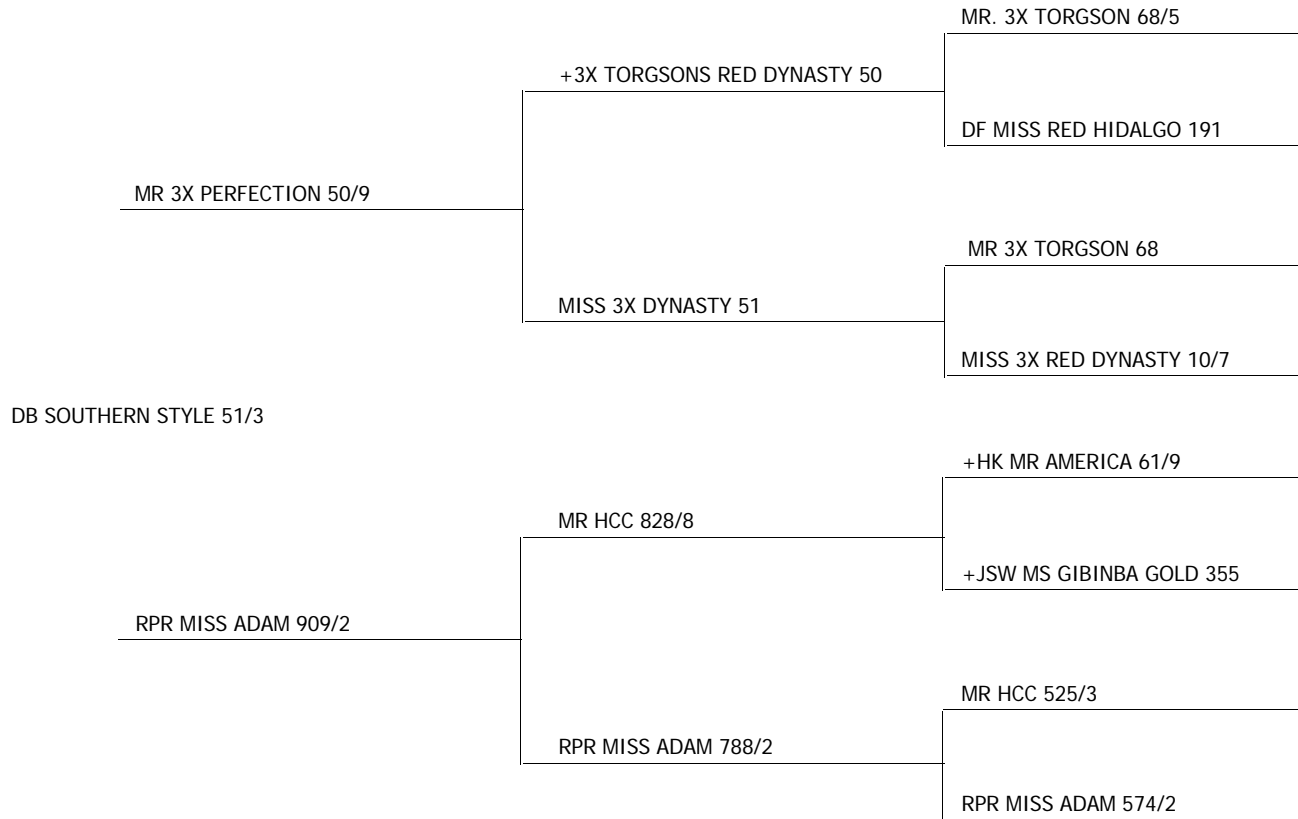 MR. 3X TORGSON 68/5
+3X TORGSONS RED DYNASTY 50
DF MISS RED HIDALGO 191
MR 3X PERFECTION 50/9
MR 3X TORGSON 68
MISS 3X DYNASTY 51
MISS 3X RED DYNASTY 10/7
DB SOUTHERN STYLE 51/3
+HK MR AMERICA 61/9
MR HCC 828/8
+JSW MS GIBINBA GOLD 355
RPR MISS ADAM 909/2
MR HCC 525/3
RPR MISS ADAM 788/2
RPR MISS ADAM 574/2